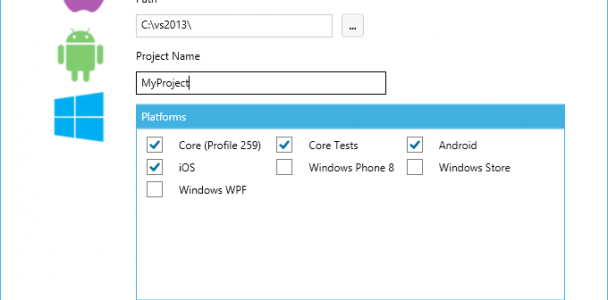 Path
C:\vs2013\
...
Project Name
MyProject
Platforms
Core (Profile 259) Core Tests Android
iOS Windows Phone 8 Windows Store
Windows WPF